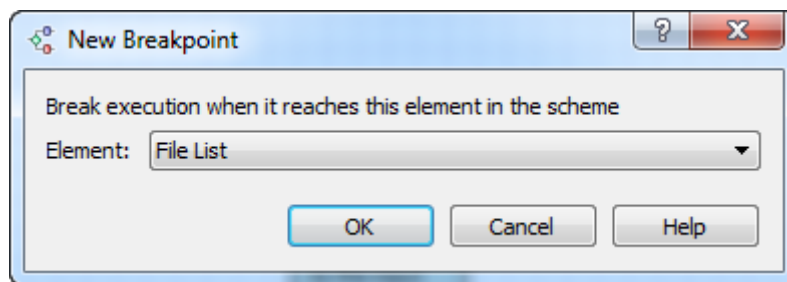 New Breakpoint
Break execution when it reaches this element in the scheme
Element: File List
OK Cancel Help